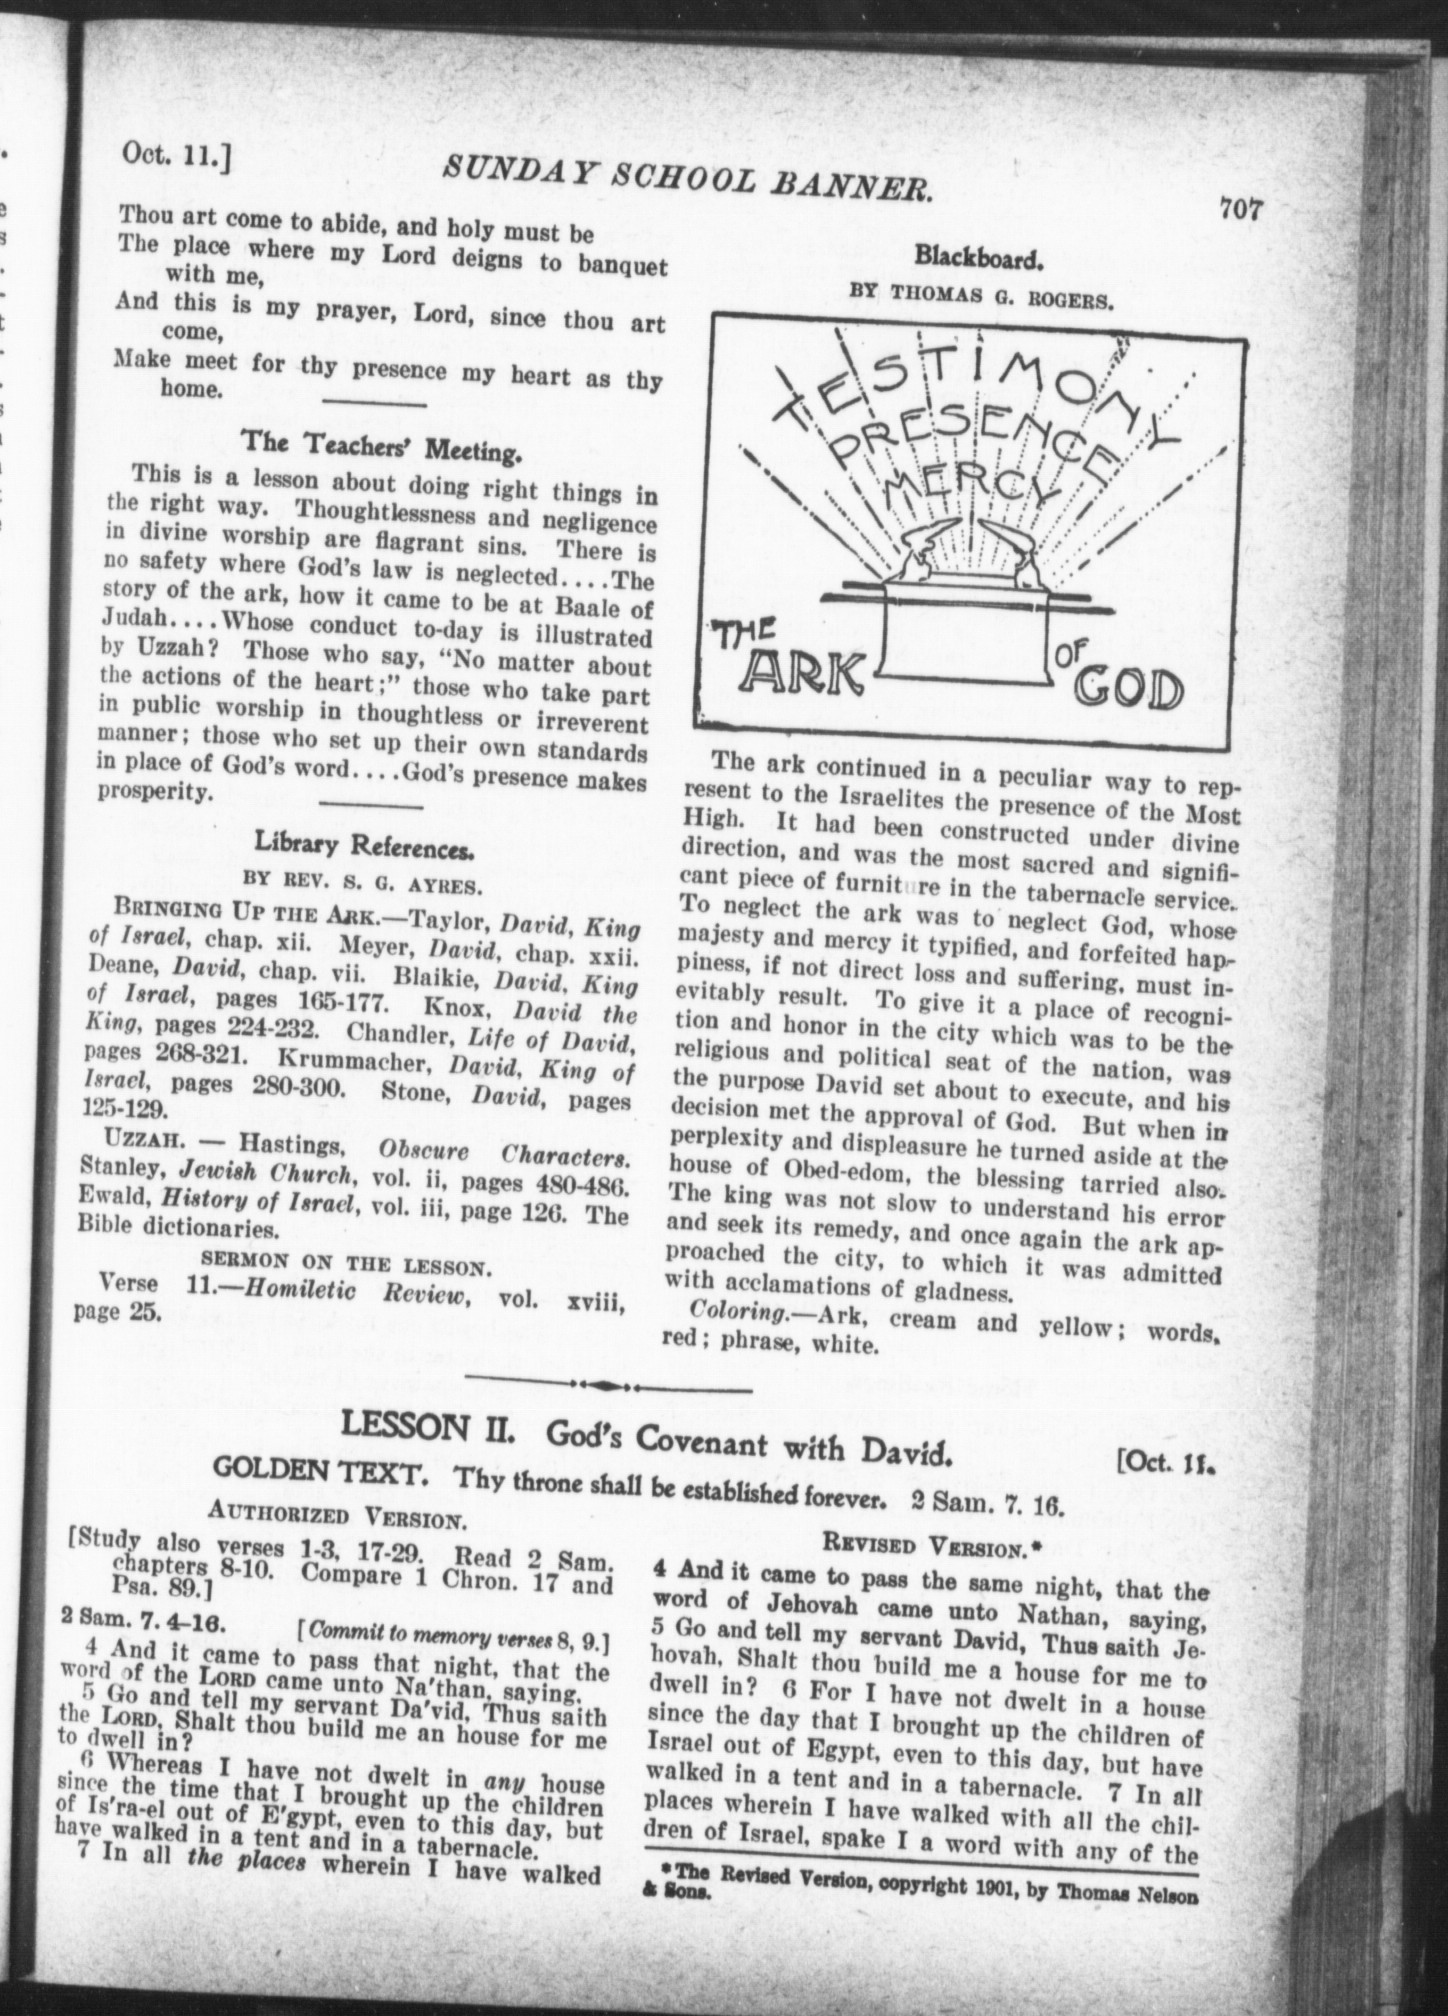 Oct. 11.]
SUNDAY SCHOOL BANNER.
707
Thou art come to abide, and holy must be
The place where my Lord deigns to banquet
with me,
And this is my prayer, Lord, since thou art
come,
Make meet for thy presence my heart as thy
home.
The Teachers' Meeting.
This is a lesson about doing right things in
the right way. Thoughtlessness and negligence
in divine worship are flagrant sins. There is
no safety where God's law is neglected....The
story of the ark, how it came to be at Baale of
Judah....Whose conduct to-day is illustrated
by Uzzah? Those who say, "No matter about
the actions of the heart;" those who take part
in public worship in thoughtless or irreverent
manner; those who set up their own standards
in place of God's word....God's presence makes
prosperity.
Library References.
BY REV. S. G. AYRES.
BRINGING UP THE ARK.—Taylor, David, King
of Israel, chap. xii. Meyer, David, chap. xxii.
Deane, David, chap. vii. Blaikie, David, King
of Israel, pages 165-177. Knox, David the
King, pages 224-232. Chandler, Life of David,
pages 268-321. Krummacher, David, King of
Israel, pages 280-300. Stone, David, pages
125-129.
UZZAH. — Hastings, Obscure Characters.
Stanley, Jewish Church, vol. ii, pages 480-486.
Ewald, History of Israel, vol. iii, page 126. The
Bible dictionaries.
SERMON ON THE LESSON.
Verse 11.—Homiletic Review, vol. xviii,
page 25.
Blackboard.
BY THOMAS G. ROGERS.
TESTIMONY
PRESENCE
MERCY
THE
ARK
OF
GOD
The ark continued in a peculiar way to rep-
resent to the Israelites the presence of the Most
High. It had been constructed under divine
direction, and was the most sacred and signifi-
cant piece of furniture in the tabernacle service.
To neglect the ark was to neglect God, whose
majesty and mercy it typified, and forfeited hap-
piness, if not direct loss and suffering, must in-
evitably result. To give it a place of recogni-
tion and honor in the city which was to be the
religious and political seat of the nation, was
the purpose David set about to execute, and his
decision met the approval of God. But when in
perplexity and displeasure he turned aside at the
house of Obed-edom, the blessing tarried also.
The king was not slow to understand his error
and seek its remedy, and once again the ark ap-
proached the city, to which it was admitted
with acclamations of gladness.
Coloring.—Ark, cream and yellow; words,
red; phrase, white.
LESSON II. God's Covenant with David. [Oct. 11.
GOLDEN TEXT. Thy throne shall be established forever. 2 Sam. 7. 16.
AUTHORIZED VERSION.
[Study also verses 1-3, 17-29. Read 2 Sam.
chapters 8-10. Compare 1 Chron. 17 and
Psa. 89.]
2 Sam. 7. 4-16. [Commit to memory verses 8, 9.]
4 And it came to pass that night, that the
word of the LORD came unto Na'than, saying,
5 Go and tell my servant Da'vid, Thus saith
the LORD, Shalt thou build me an house for me
to dwell in?
6 Whereas I have not dwelt in any house
since the time that I brought up the children
of Is'ra-el out of E'gypt, even to this day, but
have walked in a tent and in a tabernacle.
7 In all the places wherein I have walked
REVISED VERSION.*
4 And it came to pass the same night, that the
word of Jehovah came unto Nathan, saying,
5 Go and tell my servant David, Thus saith Je-
hovah, Shalt thou build me a house for me to
dwell in? 6 For I have not dwelt in a house
since the day that I brought up the children of
Israel out of Egypt, even to this day, but have
walked in a tent and in a tabernacle. 7 In all
places wherein I have walked with all the chil-
dren of Israel, spake I a word with any of the
*The Revised Version, copyright 1901, by Thomas Nelson
& Sons.